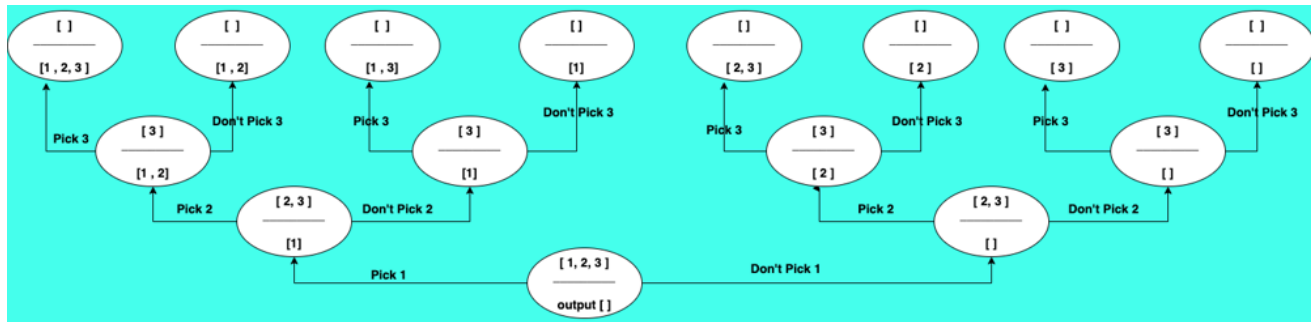 [ ] [ ] [ ] [ ] [ ] [ ] [ ] [ ]
[1 , 2, 3 ] [1 , 2] [1 , 3] [1] [ 2, 3 ] [ 2 ] [ 3 ] [ ]
Pick 3 Don't Pick 3 Pick 3 Don't Pick 3 Pick 3 Don't Pick 3 Pick 3 Don't Pick 3
[ 3 ] [ 3 ] [ 3 ] [ 3 ]
[1 , 2] [1] [ 2 ] [ ]
Pick 2 Don't Pick 2 Pick 2 Don't Pick 2
[ 2, 3 ] [ 2, 3 ]
[1] [ ]
Pick 1 Don't Pick 1
[ 1, 2, 3 ]
output [ ]